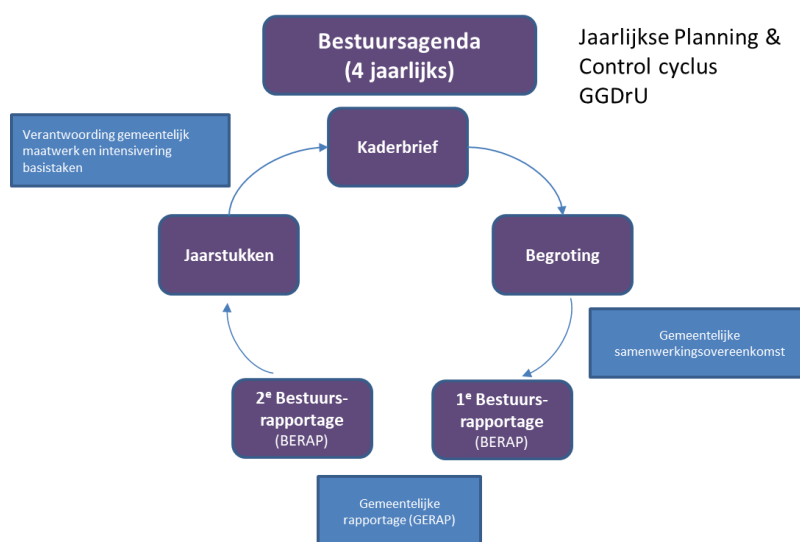 Bestuursagenda
(4 jaarlijks)
Jaarlijkse Planning &
Control cyclus
GGDrU
Verantwoording gemeentelijk
maatwerk en intensivering
basistaken
Kaderbrief
Jaarstukken
Begroting
Gemeentelijke
samenwerkingsovereenkomst
2e Bestuurs-
rapportage
(BERAP)
1e Bestuurs-
rapportage
(BERAP)
Gemeentelijke
rapportage (GERAP)